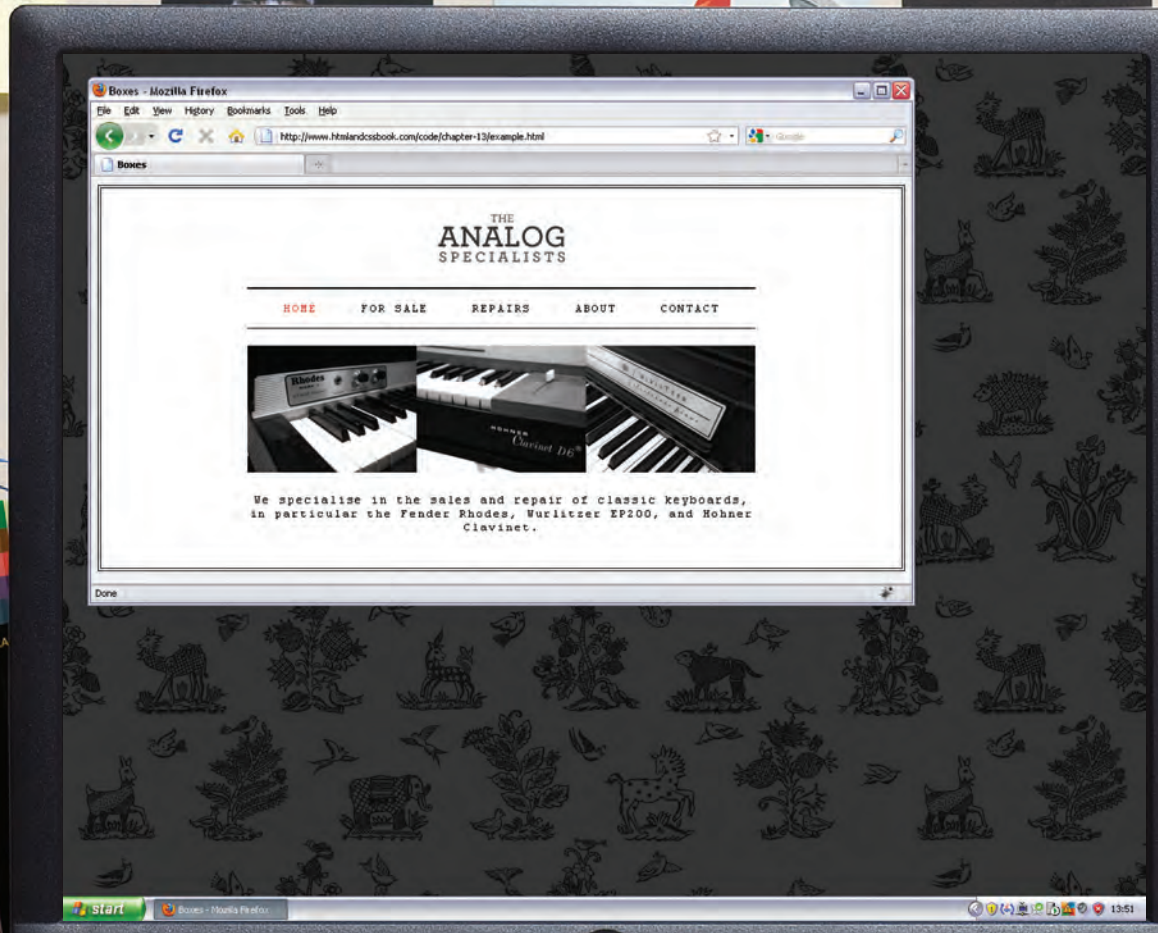 Boxes - Mozilla Firefox
File Edit View History Bookmarks Tools Help
http://www.htmlandcssbook.com/code/chapter-13/example.html
Google
Boxes
THE
ANALOG
SPECIALISTS
HOME FOR SALE REPAIRS ABOUT CONTACT
Rhodes
HOHNER
Clavinet D6
WURLITZER
We specialise in the sales and repair of classic keyboards,
in particular the Fender Rhodes, Wurlitzer EP200, and Hohner
Clavinet.
Done
start Boxes - Mozilla Firefox 13:51